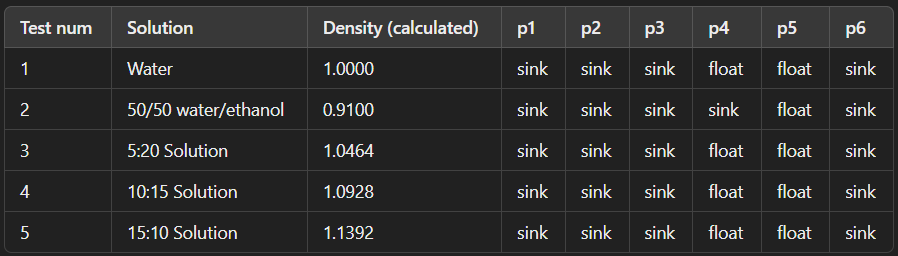 Test num Solution Density (calculated) p1 p2 p3 p4 p5 p6
1 Water 1.0000 sink sink sink float float sink
2 50/50 water/ethanol 0.9100 sink sink sink sink float sink
3 5:20 Solution 1.0464 sink sink sink float float sink
4 10:15 Solution 1.0928 sink sink sink float float sink
5 15:10 Solution 1.1392 sink sink sink float float sink